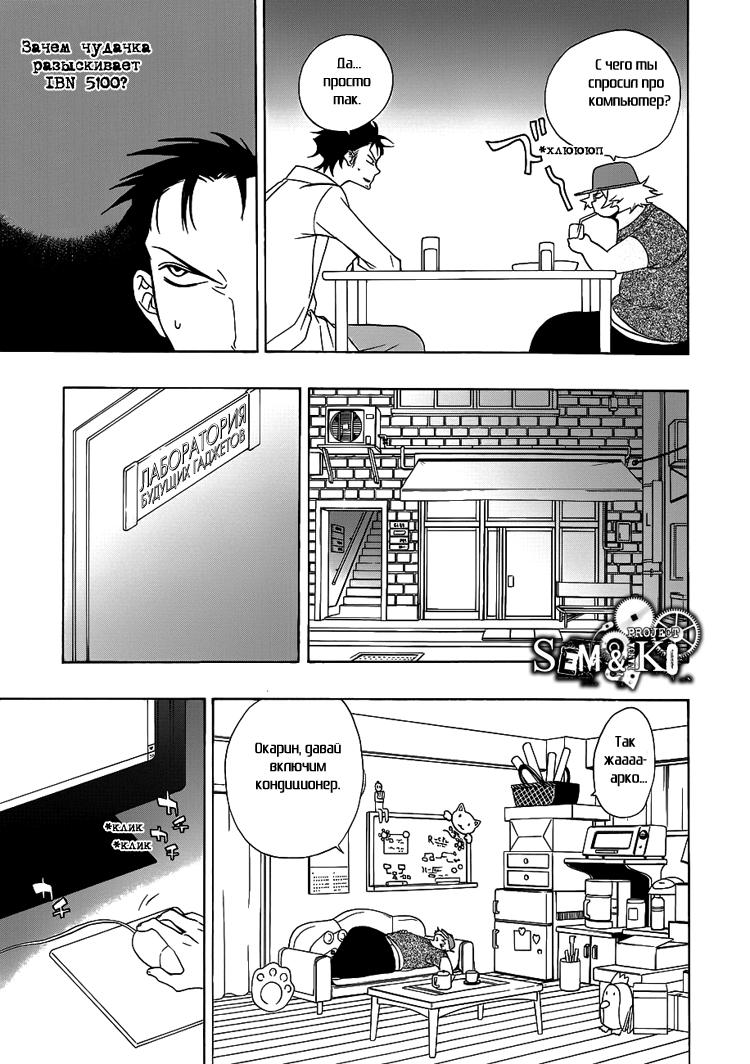 С чего ты
спросил про
компьютер?
*хлюююп
Да...
просто
так.
Зачем чудачка
разыскивает
IBN 5100?
ЛАБОРАТОРИЯ
БУДУЩИХ ГАДЖЕТОВ
PROJECT
SEM & KO
Так
жаааа-
арко...
Окарин, давай
включим
кондиционер.
*клик
*клик